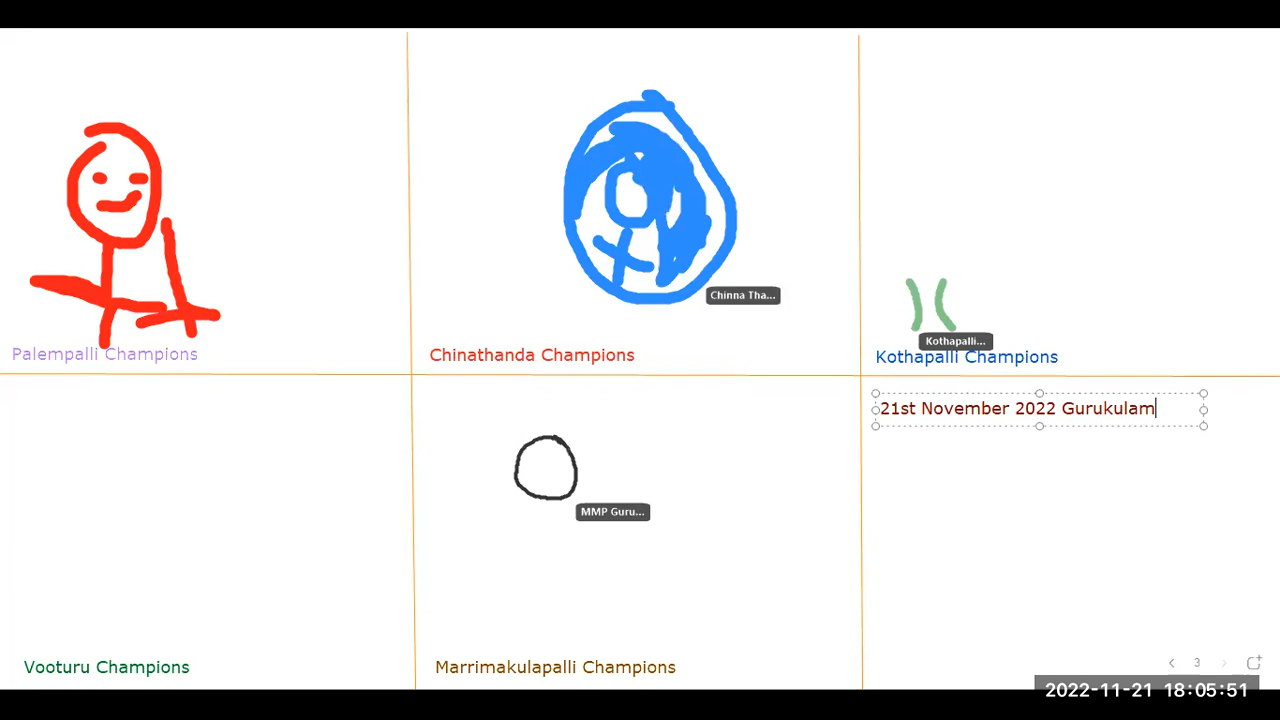 Chinna Tha...
Kothapalli...
Palempalli Champions
Chinathanda Champions
Kothapalli Champions
21st November 2022 Gurukulam
MMP Guru...
Vooturu Champions
Marrimakulapalli Champions
3
2022-11-21 18:05:51